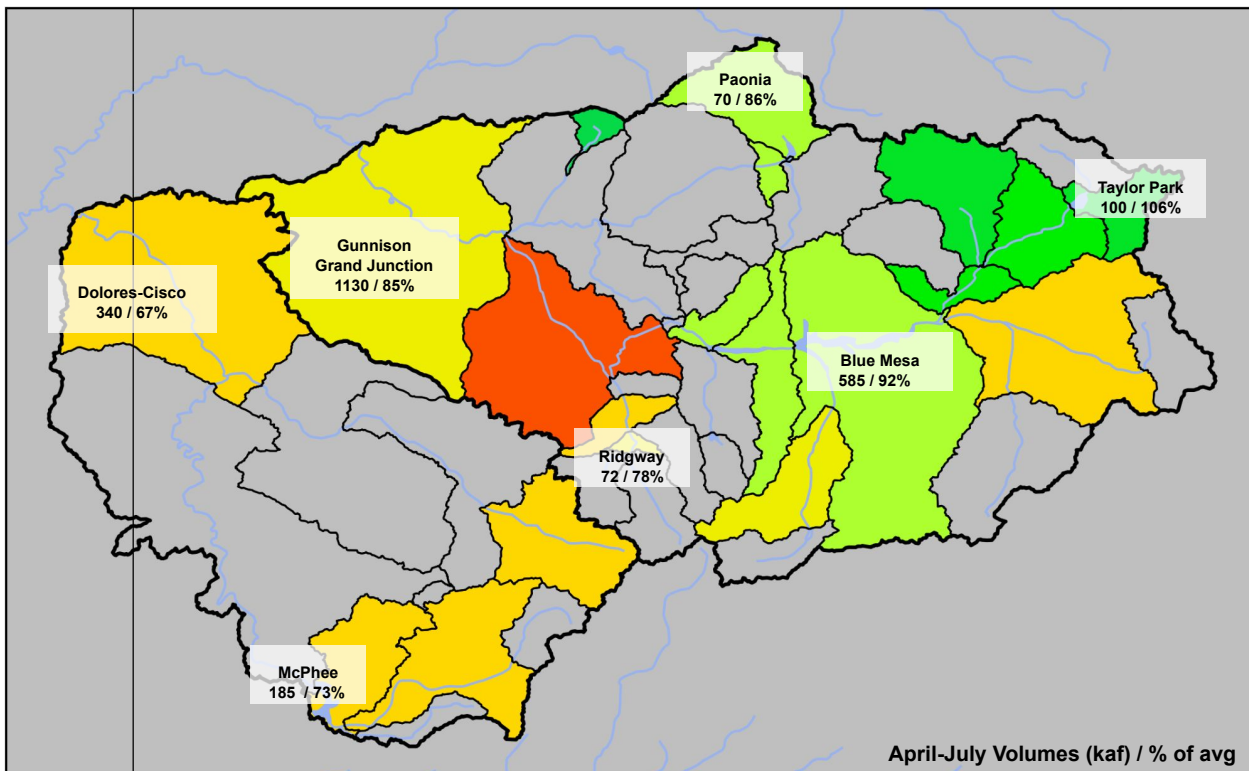 Paonia
70 / 86%
Taylor Park
100 / 106%
Gunnison
Grand Junction
1130 / 85%
Dolores-Cisco
340 / 67%
Blue Mesa
585 / 92%
Ridgway
72 / 78%
McPhee
185 / 73%
April-July Volumes (kaf) / % of avg